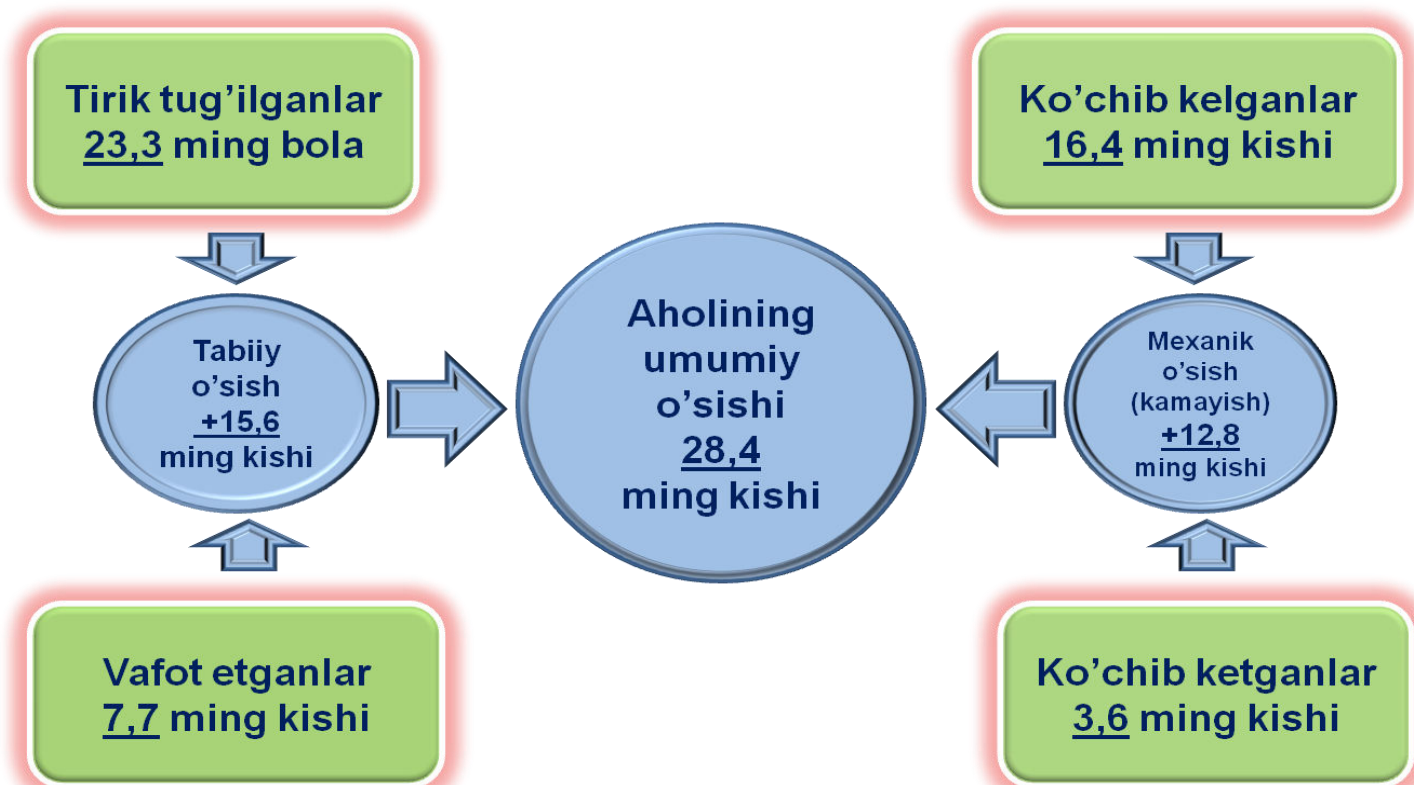 Tirik tug’ilganlar
23,3 ming bola
Ko’chib kelganlar
16,4 ming kishi
Tabiiy
o’sish
+15,6
ming kishi
Aholining
umumiy
o’sishi
28,4
ming kishi
Mexanik
o’sish
(kamayish)
+12,8
ming kishi
Vafot etganlar
7,7 ming kishi
Ko’chib ketganlar
3,6 ming kishi